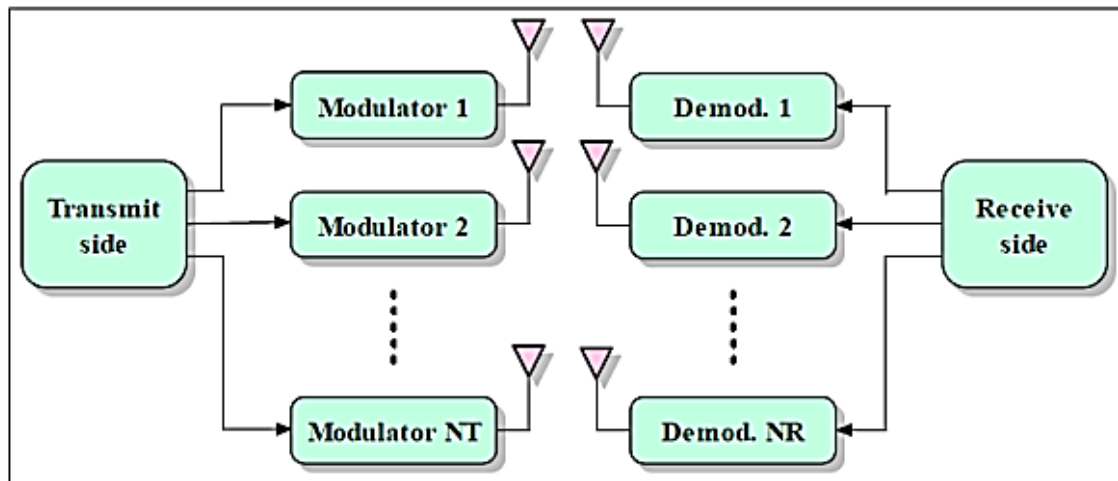 Modulator 1
Demod. 1
Transmit
side
Modulator 2
Demod. 2
Receive
side
Modulator NT
Demod. NR